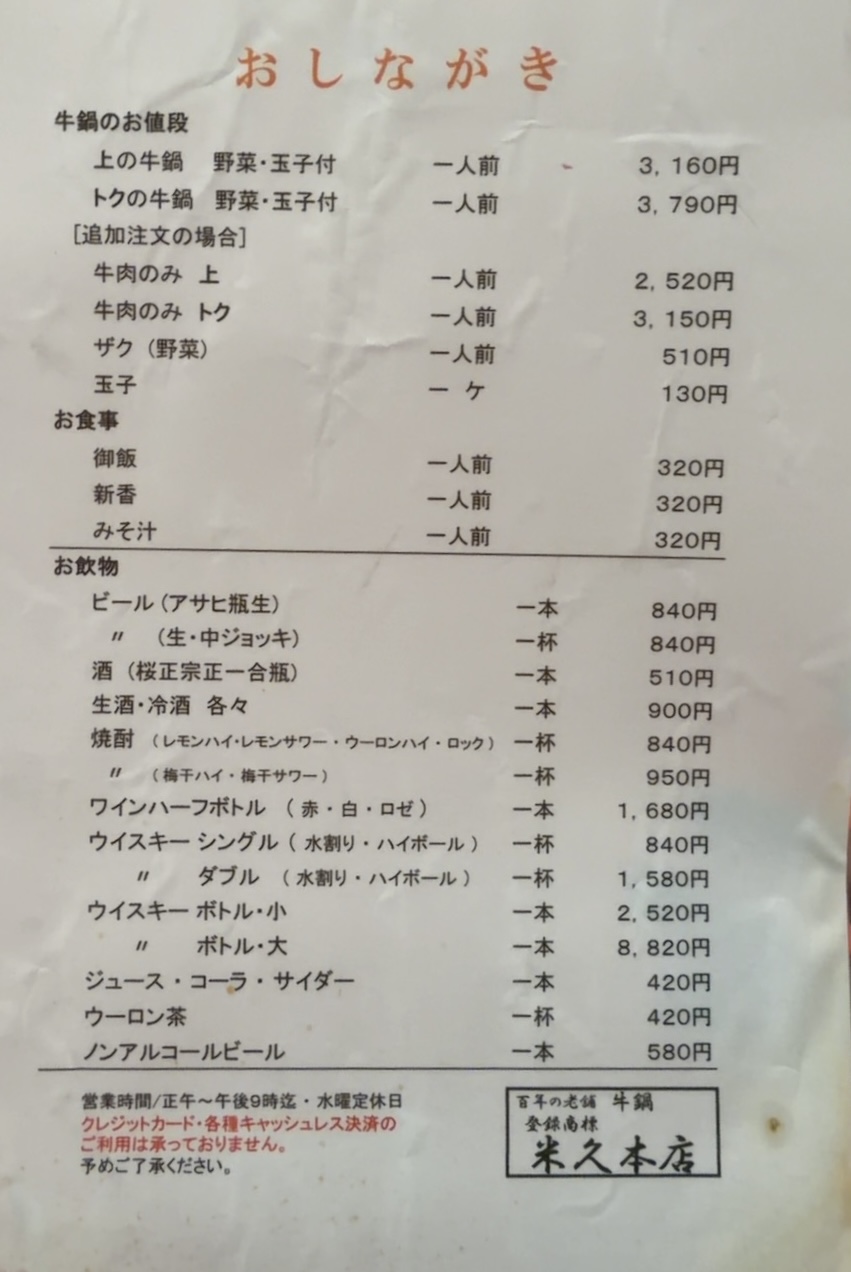 おしながき
牛鍋のお値段
上の牛鍋 野菜・玉子付 一人前 3,160円
トクの牛鍋 野菜・玉子付 一人前 3,790円
[追加注文の場合]
牛肉のみ 上 一人前 2,520円
牛肉のみ トク 一人前 3,150円
ザク(野菜) 一人前 510円
玉子 一ケ 130円
お食事
御飯 一人前 320円
新香 一人前 320円
みそ汁 一人前 320円
お飲物
ビール(アサヒ瓶生) 一本 840円
〃 (生・中ジョッキ) 一杯 840円
酒(桜正宗正一合瓶) 一本 510円
生酒・冷酒 各々 一本 900円
焼酎 (レモンハイ・レモンサワー・ウーロンハイ・ロック) 一杯 840円
〃 (梅干ハイ・梅干サワー) 一杯 950円
ワインハーフボトル (赤・白・ロゼ) 一本 1,680円
ウイスキー シングル(水割り・ハイボール) 一杯 840円
〃 ダブル (水割り・ハイボール) 一杯 1,580円
ウイスキー ボトル・小 一本 2,520円
〃 ボトル・大 一本 8,820円
ジュース・コーラ・サイダー 一本 420円
ウーロン茶 一杯 420円
ノンアルコールビール 一本 580円
営業時間/正午~午後9時迄・水曜定休日
クレジットカード・各種キャッシュレス決済の
ご利用は承っておりません。
予めご了承ください。
百年の老舗 牛鍋
登録商標
米久本店